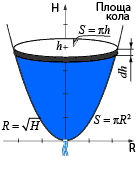 Площа
кола
H
S = πh
h
dh
R = √H
S = πR²
R